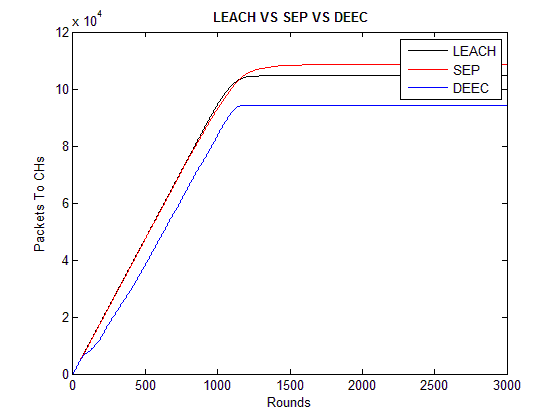 LEACH VS SEP VS DEEC
x 10^4
12
10
8
6
4
2
0
0 500 1000 1500 2000 2500 3000
Packets To CHs
Rounds
LEACH
SEP
DEEC